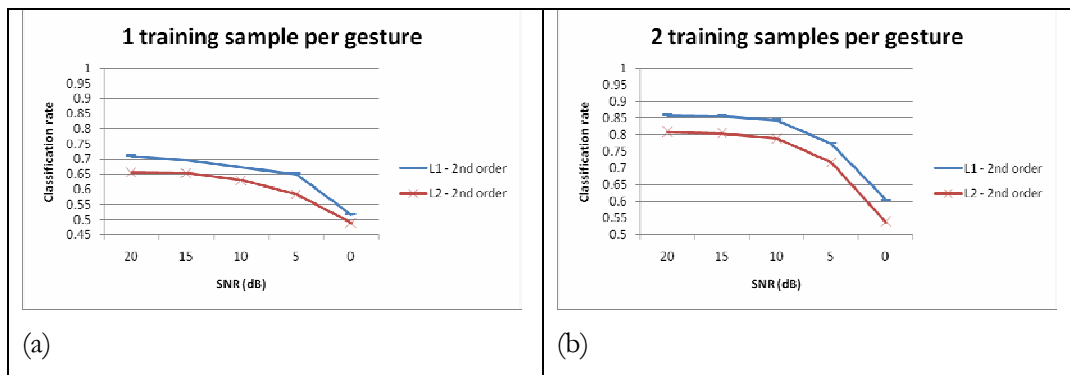 1 training sample per gesture
Classification rate
1
0.95
0.9
0.85
0.8
0.75
0.7
0.65
0.6
0.55
0.5
0.45
20 15 10 5 0
SNR (dB)
L1 - 2nd order
L2 - 2nd order
(a)
2 training samples per gesture
Classification rate
1
0.95
0.9
0.85
0.8
0.75
0.7
0.65
0.6
0.55
0.5
20 15 10 5 0
SNR (dB)
L1 - 2nd order
L2 - 2nd order
(b)